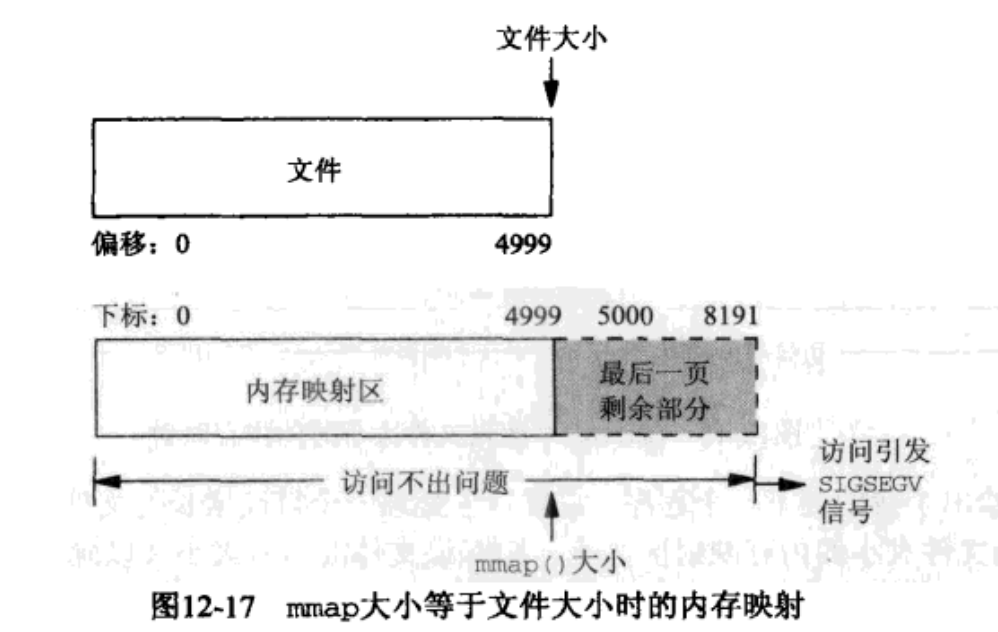 文件大小
文件
偏移：0 4999
下标：0 4999 5000 8191
内存映射区
最后一页
剩余部分
访问不出问题
访问引发
SIGSEGV
信号
mmap()大小
图12-17 mmap大小等于文件大小时的内存映射